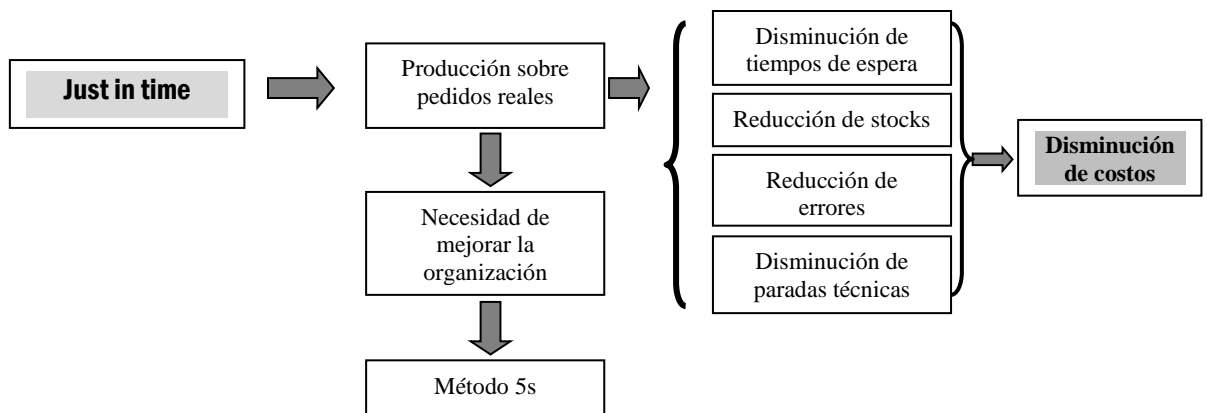 Just in time
Producción sobre
pedidos reales
Necesidad de
mejorar la
organización
Método 5s
Disminución de
tiempos de espera
Reducción de stocks
Reducción de
errores
Disminución de
paradas técnicas
Disminución
de costos